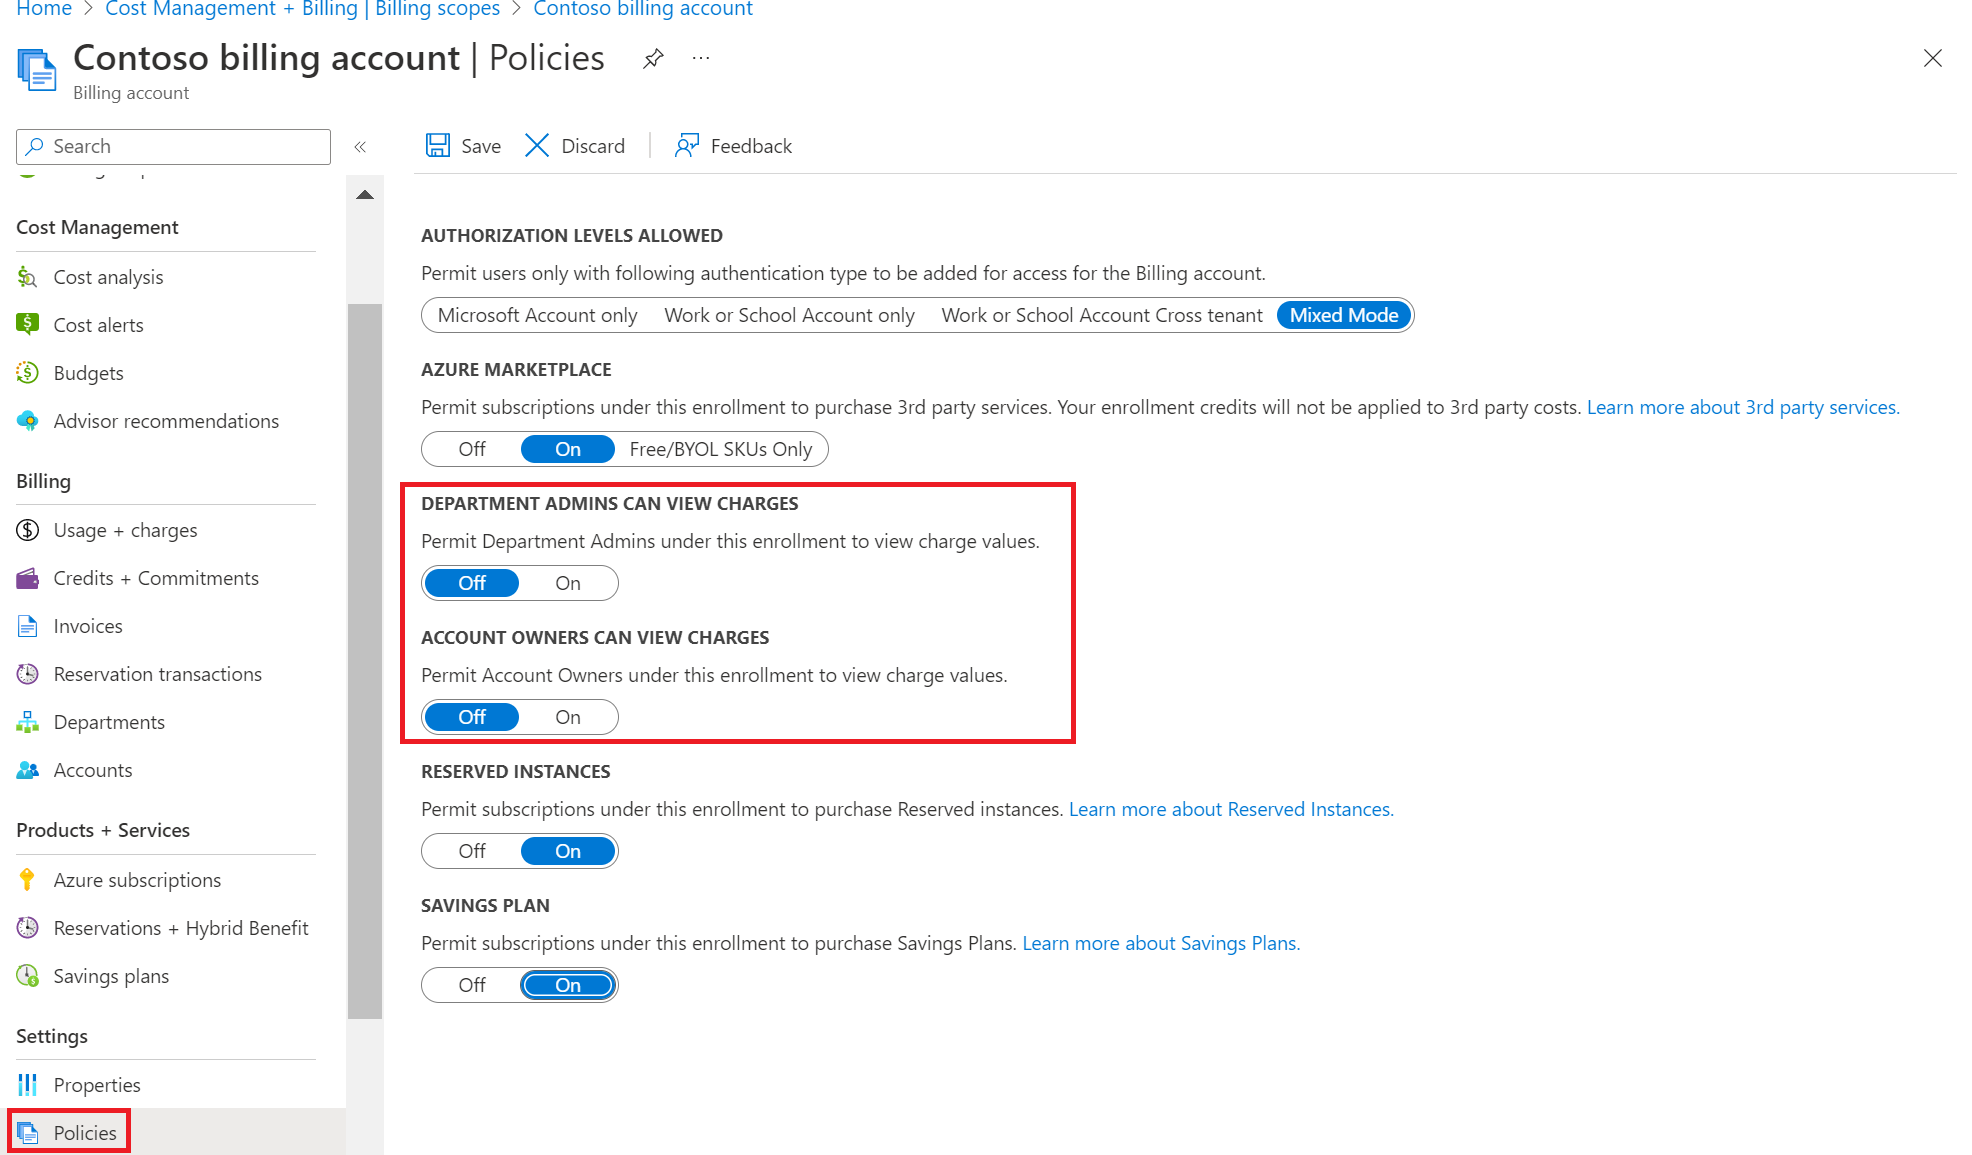 Home > Cost Management + Billing | Billing scopes > Contoso billing account
Contoso billing account | Policies
Billing account
Search
Save
Discard
Feedback
Cost Management
Cost analysis
Cost alerts
Budgets
Advisor recommendations
Billing
Usage + charges
Credits + Commitments
Invoices
Reservation transactions
Departments
Accounts
Products + Services
Azure subscriptions
Reservations + Hybrid Benefit
Savings plans
Settings
Properties
Policies
AUTHORIZATION LEVELS ALLOWED
Permit users only with following authentication type to be added for access for the Billing account.
Microsoft Account only Work or School Account only Work or School Account Cross tenant Mixed Mode
AZURE MARKETPLACE
Permit subscriptions under this enrollment to purchase 3rd party services. Your enrollment credits will not be applied to 3rd party costs. Learn more about 3rd party services.
Off On Free/BYOL SKUs Only
DEPARTMENT ADMINS CAN VIEW CHARGES
Permit Department Admins under this enrollment to view charge values.
Off On
ACCOUNT OWNERS CAN VIEW CHARGES
Permit Account Owners under this enrollment to view charge values.
Off On
RESERVED INSTANCES
Permit subscriptions under this enrollment to purchase Reserved instances. Learn more about Reserved Instances.
Off On
SAVINGS PLAN
Permit subscriptions under this enrollment to purchase Savings Plans. Learn more about Savings Plans.
Off On